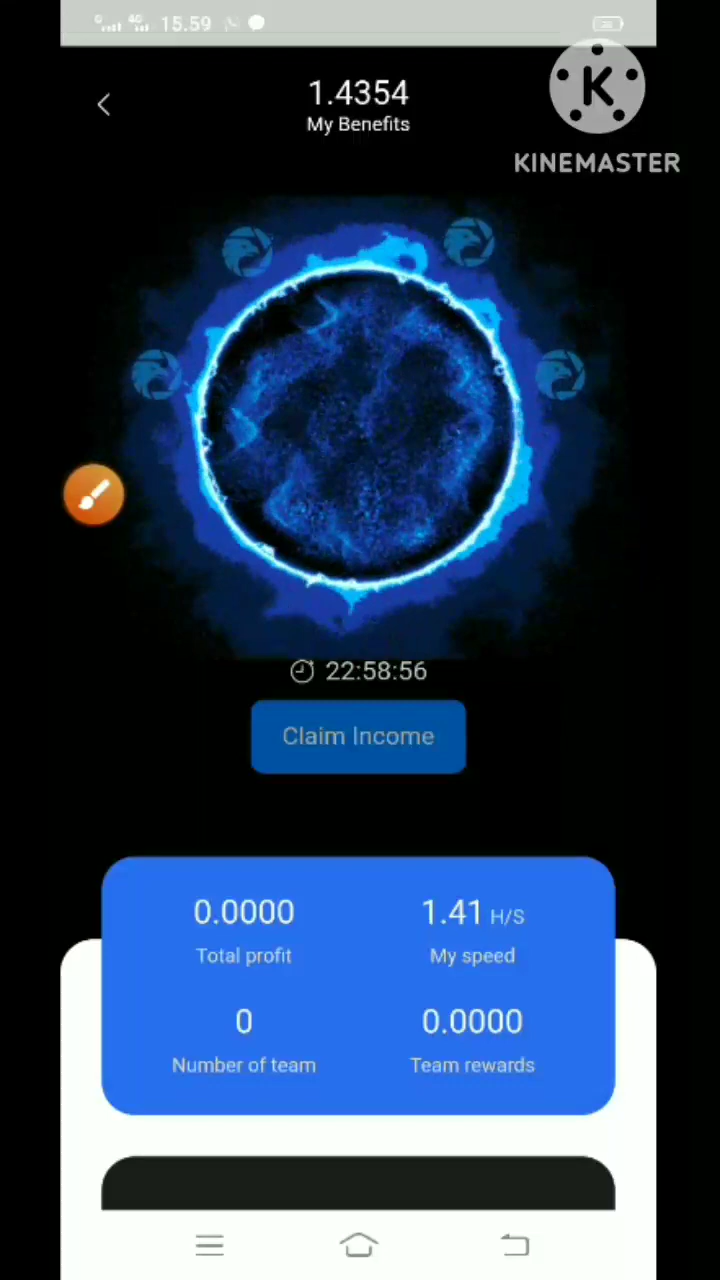 G 4G 15.59
1.4354
My Benefits
K
KINEMASTER
22:58:56
Claim Income
0.0000 1.41 H/S
Total profit My speed
0 0.0000
Number of team Team rewards